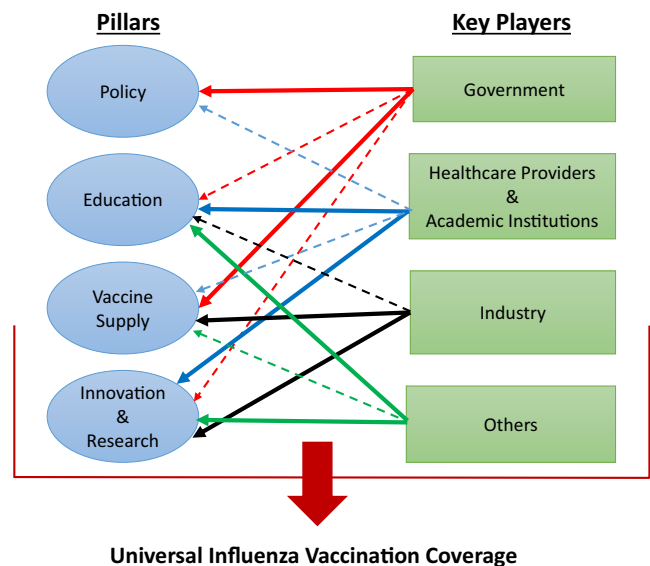 Pillars
Key Players
Policy
Government
Education
Healthcare Providers
&
Academic Institutions
Vaccine
Supply
Industry
Innovation
&
Research
Others
Universal Influenza Vaccination Coverage